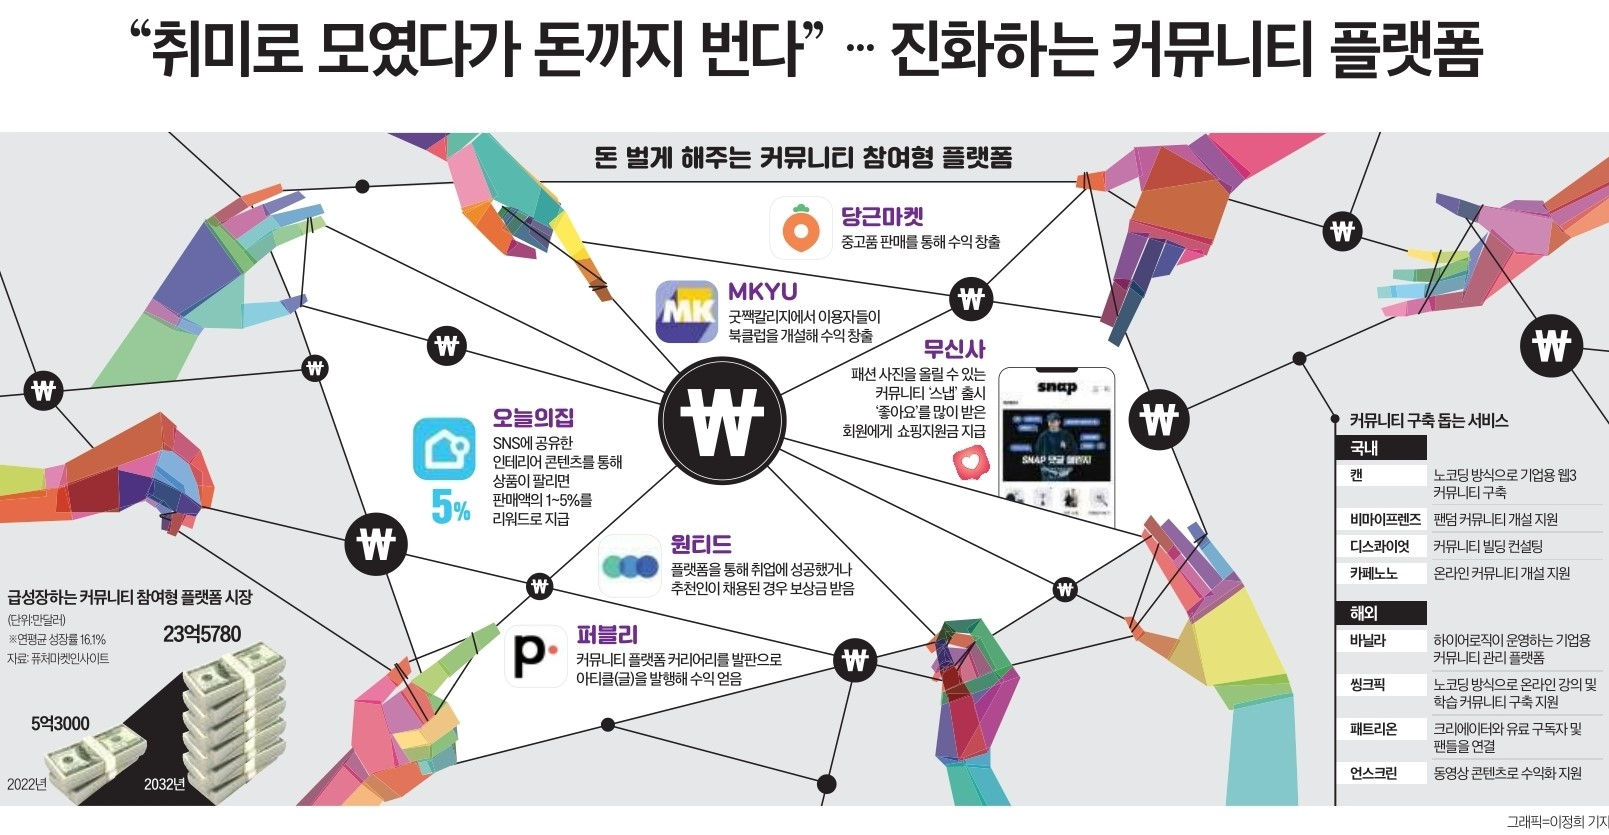 “취미로 모였다가 돈까지 번다” … 진화하는 커뮤니티 플랫폼
돈 벌게 해주는 커뮤니티 참여형 플랫폼
당근마켓
중고품 판매를 통해 수익 창출
MK
MKYU
굿짹칼리지에서 이용자들이
북클럽을 개설해 수익 창출
무신사
패션 사진을 올릴 수 있는
커뮤니티 ‘스냅’ 출시
‘좋아요’를 많이 받은
회원에게 쇼핑지원금 지급
snap
SNAP 댓글 챌린지
오늘의집
SNS에 공유한
인테리어 콘텐츠를 통해
상품이 팔리면
판매액의 1~5%를
리워드로 지급
5%
₩
원티드
플랫폼을 통해 취업에 성공했거나
추천인이 채용된 경우 보상금 받음
p.
퍼블리
커뮤니티 플랫폼 커리어리를 발판으로
아티클(글)을 발행해 수익 얻음
급성장하는 커뮤니티 참여형 플랫폼 시장
(단위:만달러)
※연평균 성장률 16.1%
자료: 퓨처마켓인사이트
23억5780
5억3000
2022년
2032년
커뮤니티 구축 돕는 서비스
국내
캔 노코딩 방식으로 기업용 웹3
커뮤니티 구축
비마이프렌즈 팬덤 커뮤니티 개설 지원
디스콰이엇 커뮤니티 빌딩 컨설팅
카페노노 온라인 커뮤니티 개설 지원
해외
바닐라 하이어로직이 운영하는 기업용
커뮤니티 관리 플랫폼
씽크픽 노코딩 방식으로 온라인 강의 및
학습 커뮤니티 구축 지원
패트리온 크리에이터와 유료 구독자 및
팬들을 연결
언스크린 동영상 콘텐츠로 수익화 지원
그래픽=이정희 기자